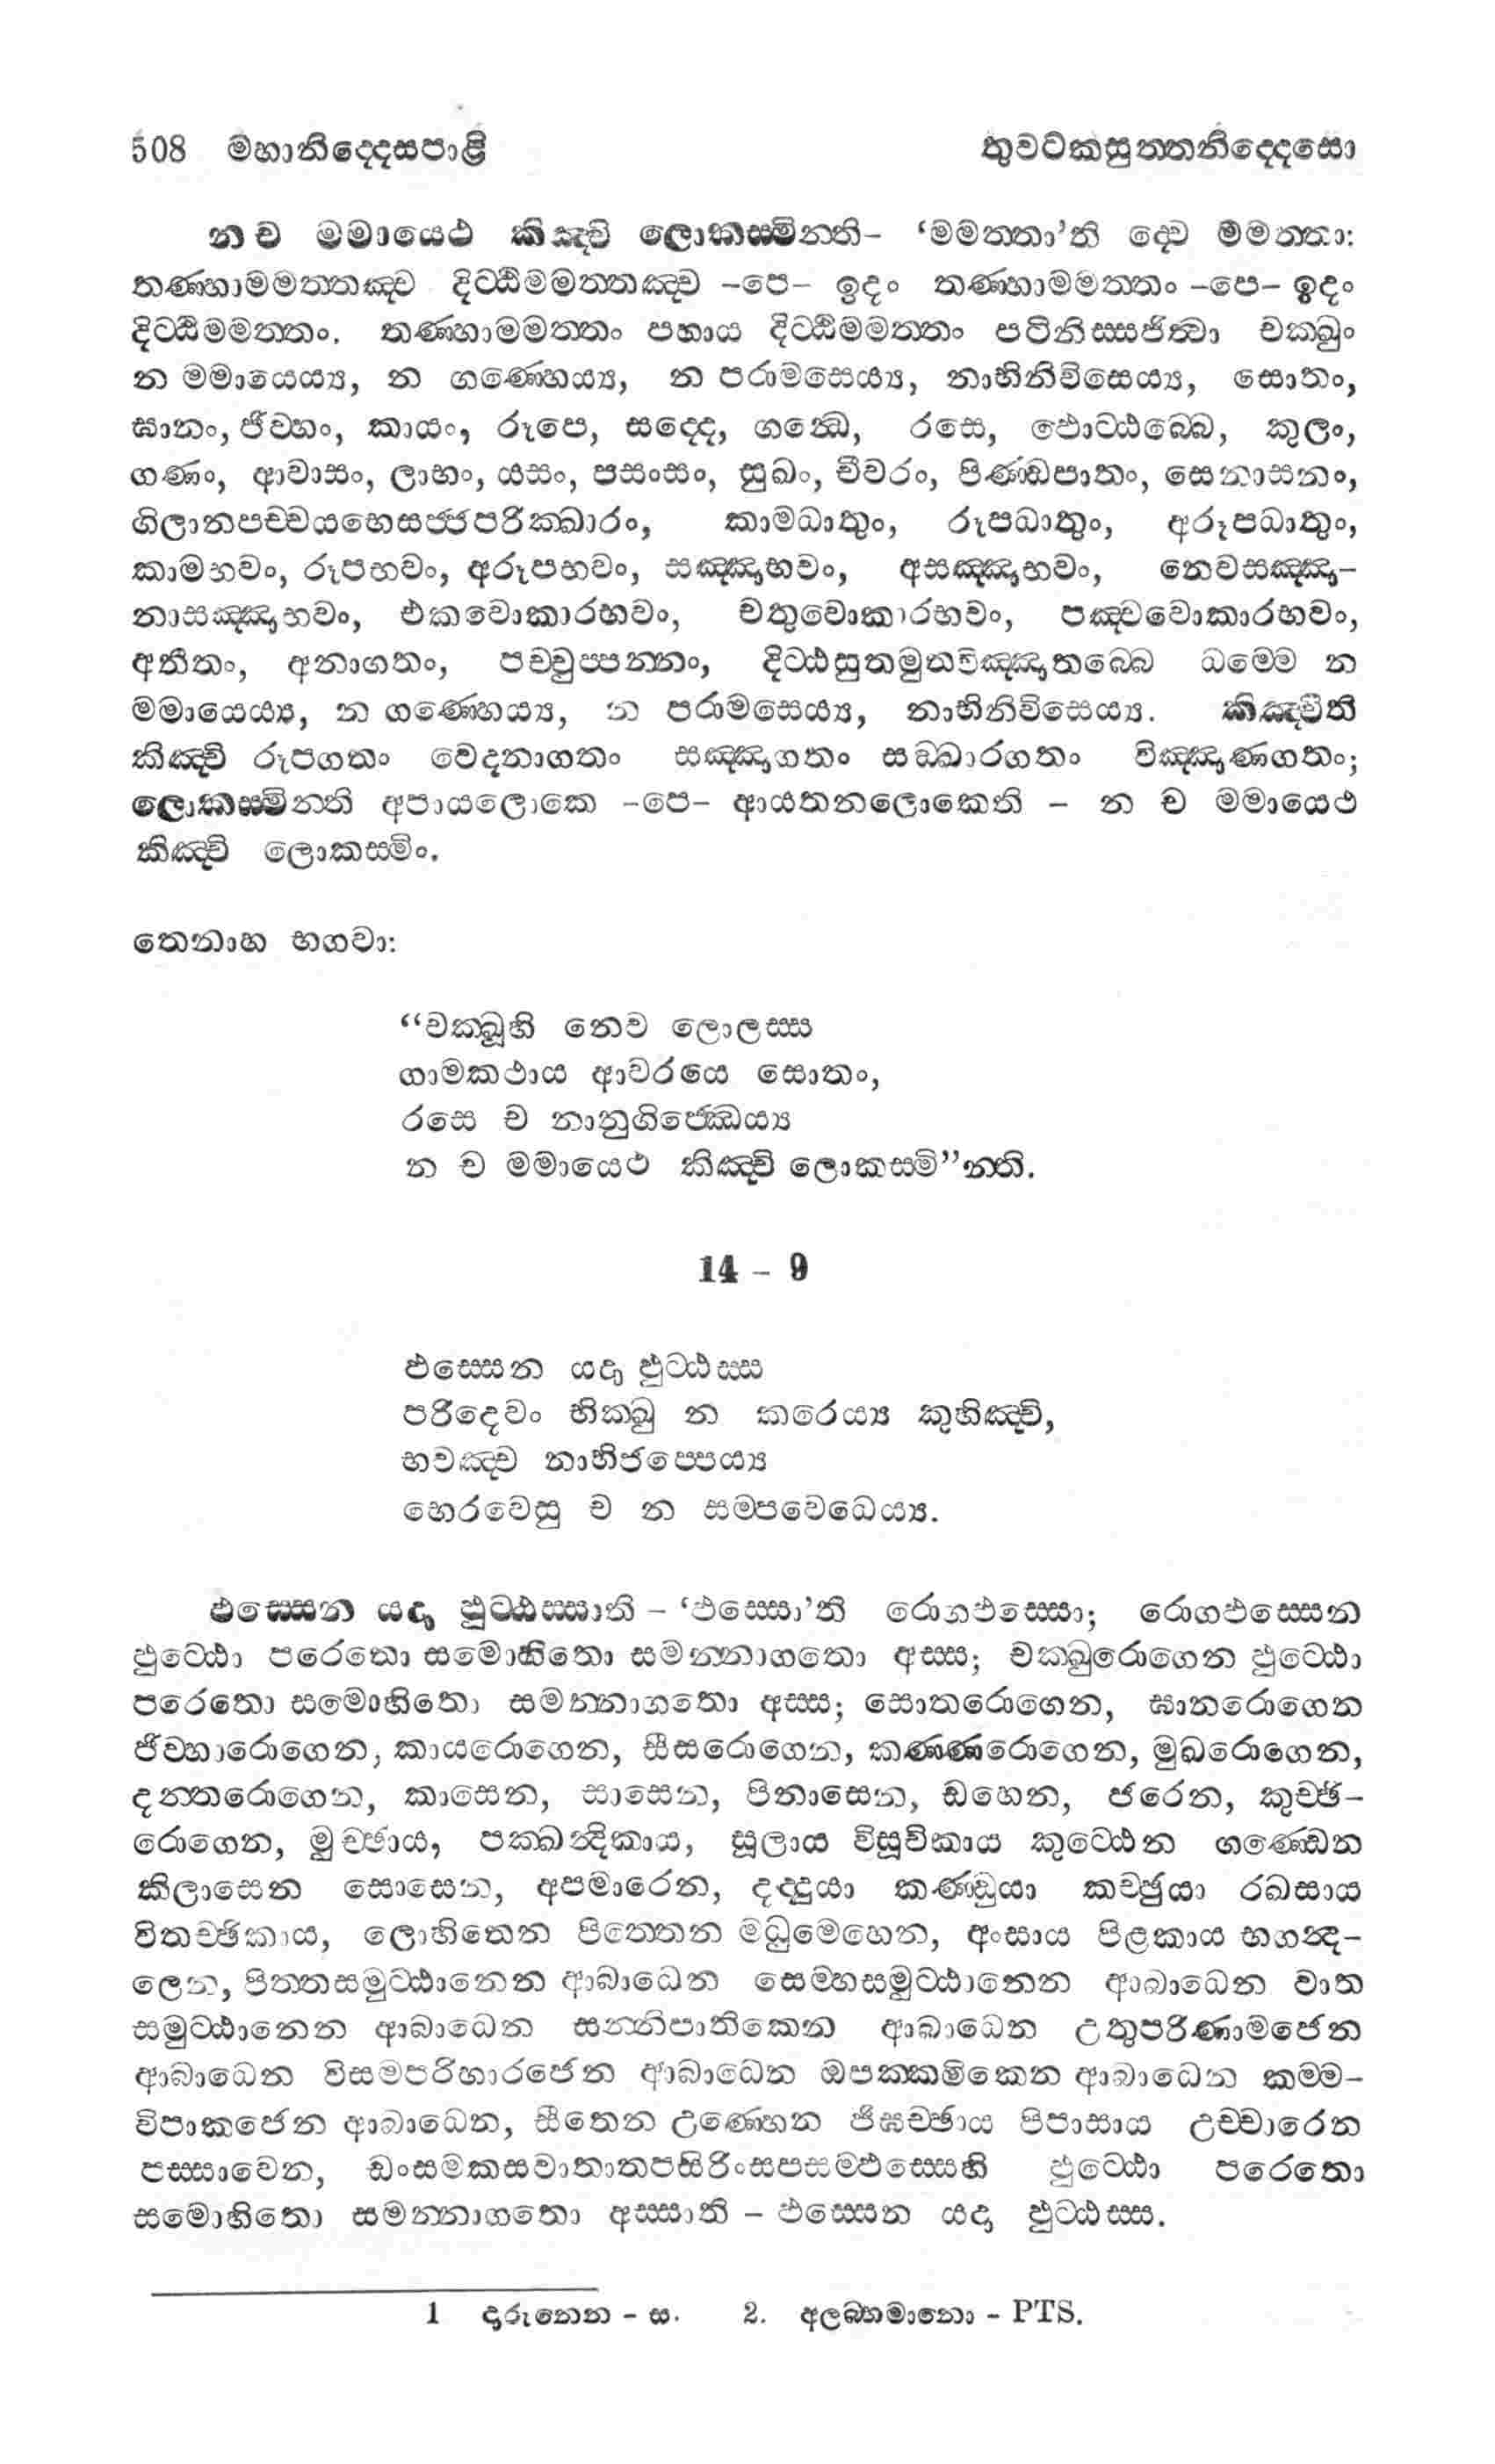 508 මහානිද්දෙසපාළි තුවටකසුත්තනිද්දෙසො
න ච මමායෙථ කිඤ්චි ලොකස්මින්ති- ‘මමත්තා’ති ද්වෙ මමත්තා:
තණ්හාමමත්තඤ්ච දිට්ඨිමමත්තඤ්ච -පෙ- ඉදං තණ්හාමමත්තං -පෙ- ඉදං
දිට්ඨිමමත්තං. තණ්හාමමත්තං පහාය දිට්ඨිමමත්තං පටිනිස්සජිත්වා චක්ඛුං
න මමායෙය්‍ය, න ගණ්හෙය්‍ය, න පරාමසෙය්‍ය, නාභිනිවිසෙය්‍ය, සොතං,
ඝානං, ජිව්හං, කායං, රූපෙ, සද්දෙ, ගන්ධෙ, රසෙ, ඵොට්ඨබ්බෙ, කුලං,
ගණං, ආවාසං, ලාභං, යසං, පසංසං, සුඛං, චීවරං, පිණ්ඩපාතං, සෙනාසනං,
ගිලානපච්චයභෙසජ්ජපරික්ඛාරං, කාමධාතුං, රූපධාතුං, අරූපධාතුං,
කාමභවං, රූපභවං, අරූපභවං, සඤ්ඤාභවං, අසඤ්ඤාභවං, නෙවසඤ්ඤා-
නාසඤ්ඤාභවං, එකවොකාරභවං, චතුවොකාරභවං, පඤ්චවොකාරභවං,
අතීතං, අනාගතං, පච්චුප්පන්නං, දිට්ඨසුතමුතවිඤ්ඤාතබ්බෙ ධම්මෙ න
මමායෙය්‍ය, න ගණ්හෙය්‍ය, න පරාමසෙය්‍ය, නාභිනිවිසෙය්‍ය. කිඤ්චීති
කිඤ්චි රූපගතං වෙදනාගතං සඤ්ඤාගතං සඞ්ඛාරගතං විඤ්ඤාණගතං;
ලොකස්මින්ති අපායලොකෙ -පෙ- ආයතනලොකෙති – න ච මමායෙථ
කිඤ්චි ලොකස්මිං.
තෙනාහ භගවා:
“චක්ඛූහි නෙව ලොලස්ස
ගාමකථාය ආවරයෙ සොතං,
රසෙ ච නානුගිජ්ඣෙය්‍ය
න ච මමායෙථ කිඤ්චි ලොකස්මි”න්ති.
14 – 9
ඵස්සෙන යදා ඵුට්ඨස්ස
පරිදෙවං භික්ඛු න කරෙය්‍ය කුහිඤ්චි,
භවඤ්ච නාභිජප්පෙය්‍ය
භෙරවෙසු ච න සම්පවෙධෙය්‍ය.
ඵස්සෙන යදා ඵුට්ඨස්සාති – ‘ඵස්සො’ති රොගඵස්සො; රොගඵස්සෙන
ඵුට්ඨො පරෙතො සමොහිතො සමන්නාගතො අස්ස; චක්ඛුරොගෙන ඵුට්ඨො
පරෙතො සමොහිතො සමන්නාගතො අස්ස; සොතරොගෙන, ඝානරොගෙන
ජිව්හාරොගෙන, කායරොගෙන, සීසරොගෙන, කණ්ණරොගෙන, මුඛරොගෙන,
දන්තරොගෙන, කාසෙන, සාසෙන, පිනාසෙන, ඩහෙන, ජරෙන, කුච්ඡි-
රොගෙන, මුච්ඡාය, පක්ඛන්දිකාය, සූලාය විසූචිකාය කුට්ඨෙන ගණ්ඩෙන
කිලාසෙන සොසෙන, අපමාරෙන, දද්දුයා කණ්ඩුයා කච්ඡුයා රඛසාය
විතච්ඡිකාය, ලොහිතෙන පිත්තෙන මධුමෙහෙන, අංසාය පිළකාය භගන්ද-
ලෙන, පිත්තසමුට්ඨානෙන ආබාධෙන සෙම්හසමුට්ඨානෙන ආබාධෙන වාත
සමුට්ඨානෙන ආබාධෙන සන්නිපාතිකෙන ආබාධෙන උතුපරිණාමජෙන
ආබාධෙන විසමපරිහාරජෙන ආබාධෙන ඔපක්කමිකෙන ආබාධෙන කම්ම-
විපාකජෙන ආබාධෙන, සීතෙන උණ්හෙන ජිඝච්ඡාය පිපාසාය උච්චාරෙන
පස්සාවෙන, ඩංසමකසවාතාතපසිරිංසපසම්ඵස්සෙහි ඵුට්ඨො පරෙතො
සමොහිතො සමන්නාගතො අස්සාති – ඵස්සෙන යදා ඵුට්ඨස්ස.
1 දාරුනෙන – ස. 2. අලබ්භමානො – PTS.